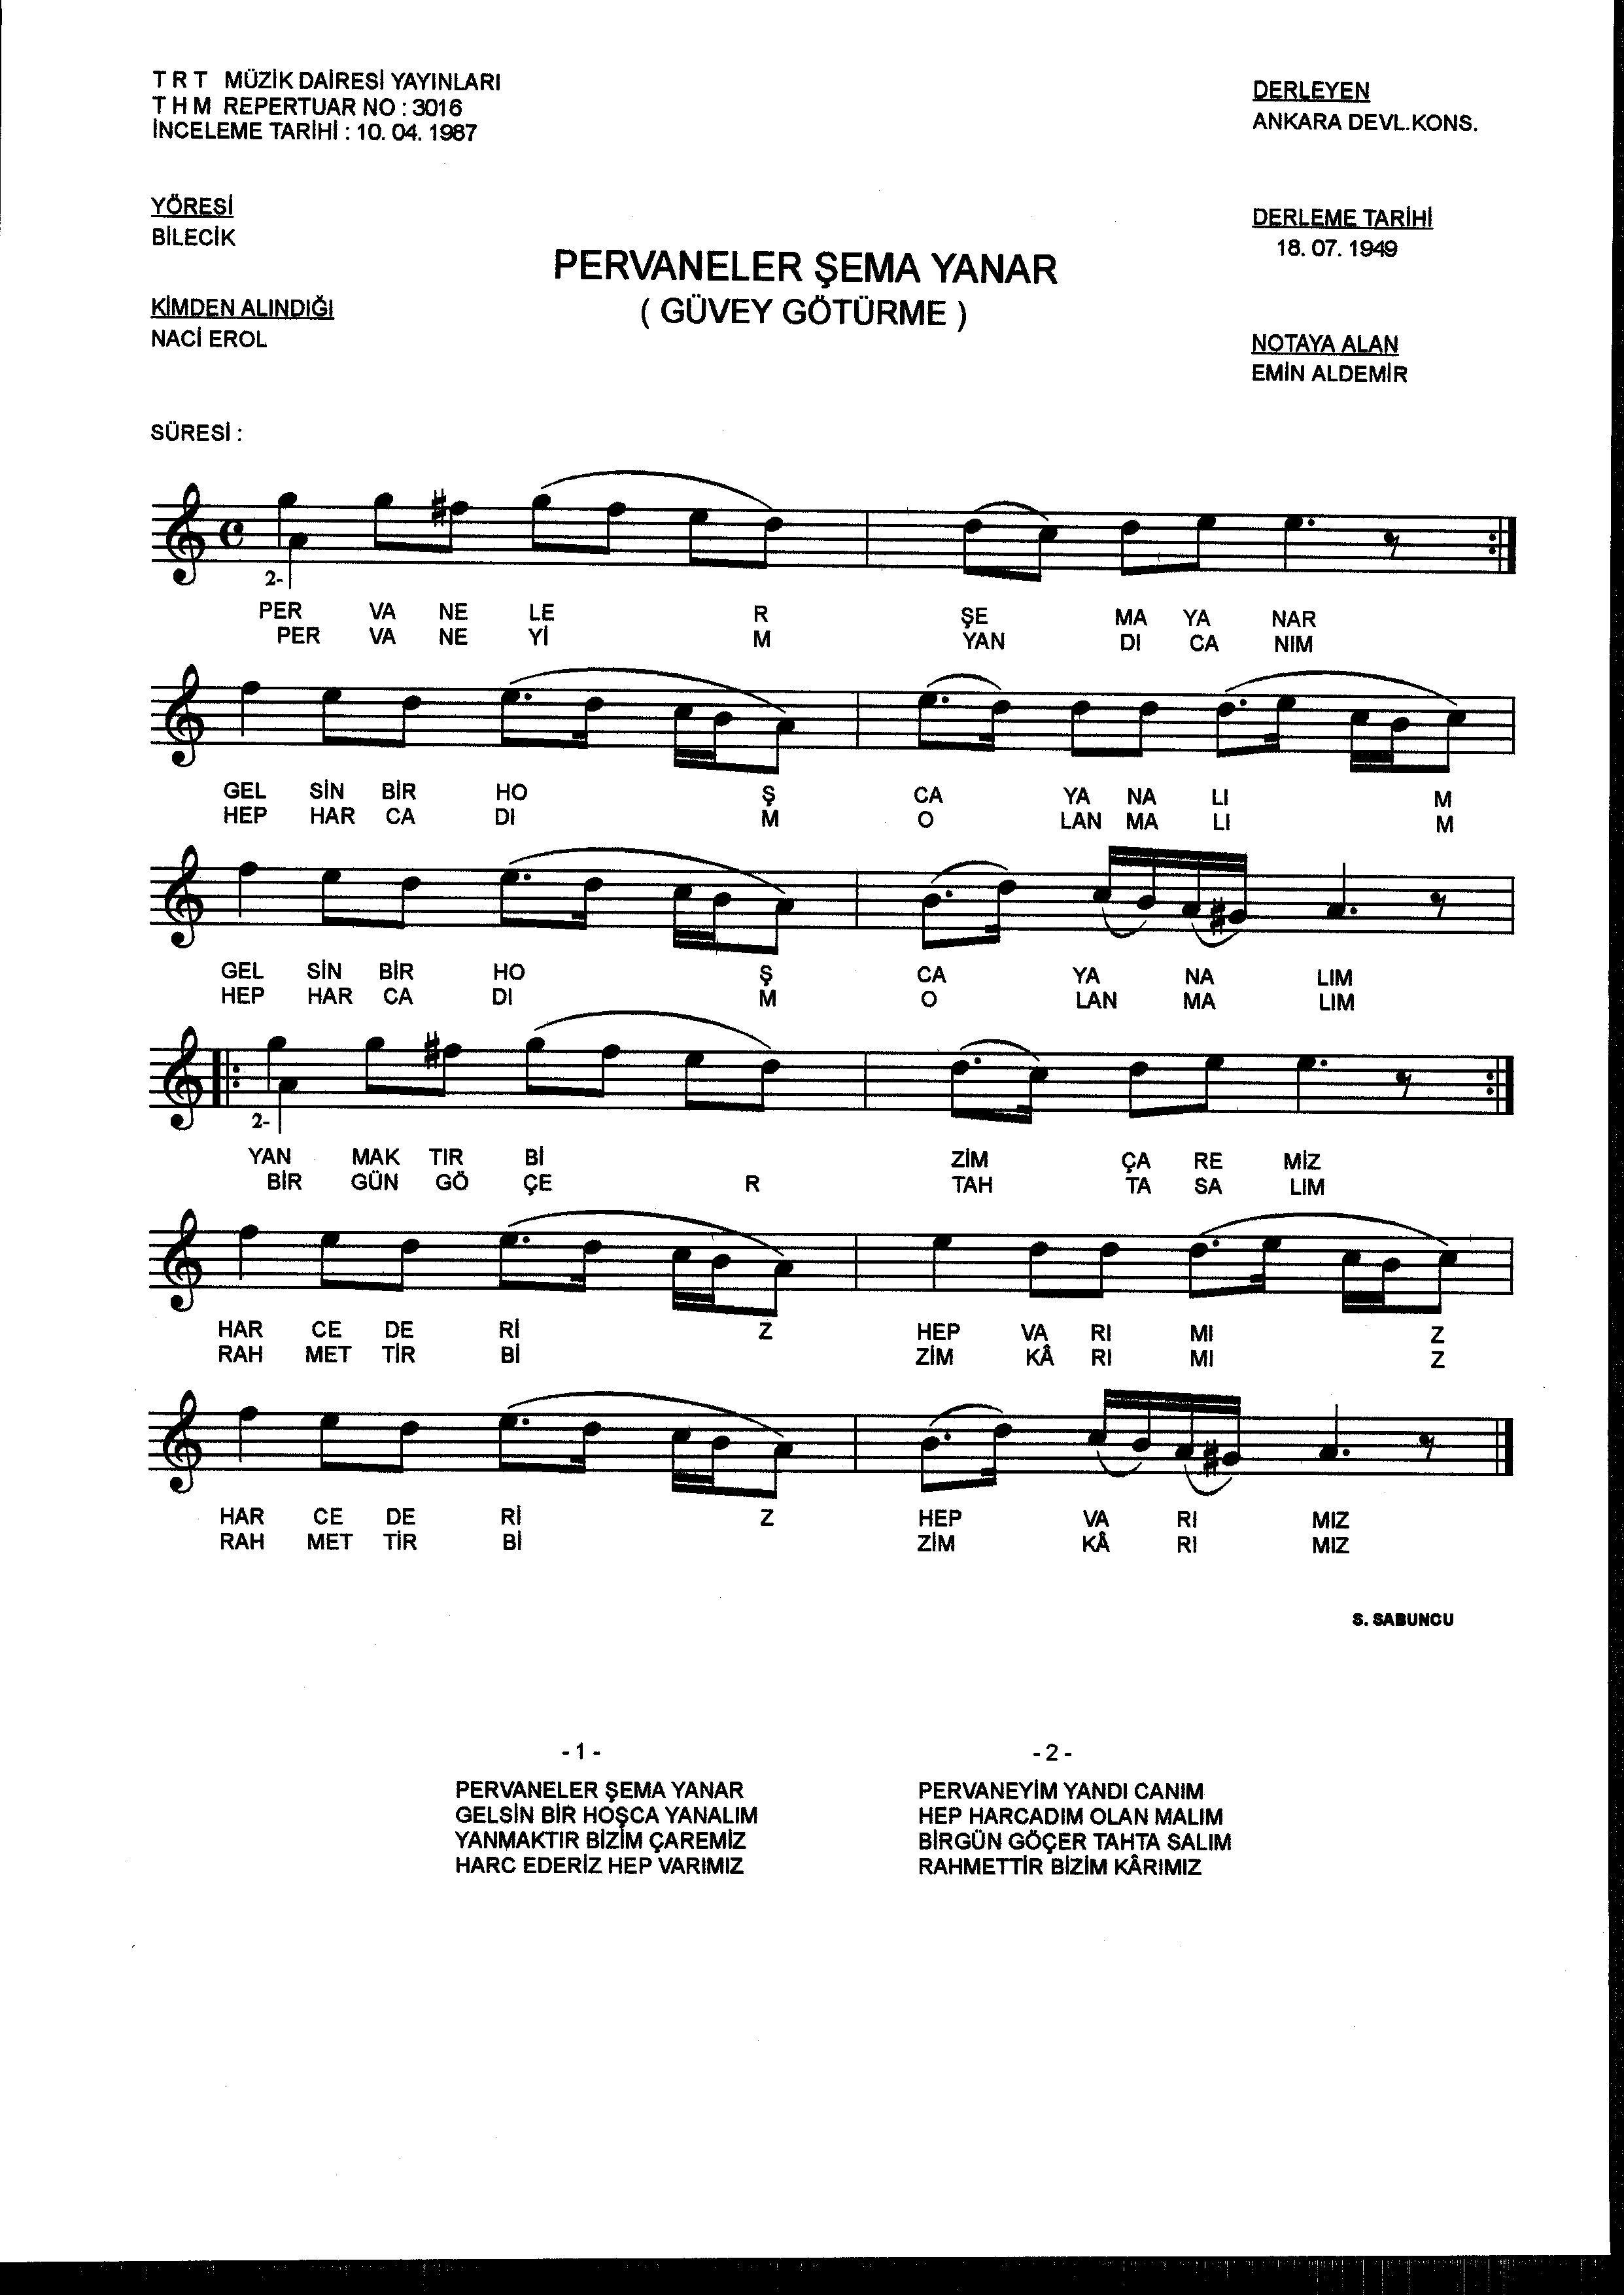 T R T MÜZİK DAİRESİ YAYINLARI
T H M REPERTUAR NO : 3016
İNCELEME TARİHİ : 10. 04. 1987
DERLEYEN
ANKARA DEVL.KONS.
YÖRESİ
BİLECİK
DERLEME TARİHİ
18. 07. 1949
PERVANELER ŞEMA YANAR
( GÜVEY GÖTÜRME )
KİMDEN ALINDIĞI
NACİ EROL
NOTAYA ALAN
EMİN ALDEMİR
SÜRESİ :
2-
PER VA NE LE R ŞE MA YA NAR
PER VA NE Yİ M YAN DI CA NIM
GEL SİN BİR HO Ş CA YA NA LI M
HEP HAR CA DI M O LAN MA LI M
GEL SİN BİR HO Ş CA YA NA LIM
HEP HAR CA DI M O LAN MA LIM
2-
YAN MAK TIR Bİ ZİM ÇA RE MİZ
BİR GÜN GÖ ÇE R TAH TA SA LIM
HAR CE DE Rİ Z HEP VA RI MI Z
RAH MET TİR Bİ ZİM KÂ RI MI Z
HAR CE DE Rİ Z HEP VA RI MIZ
RAH MET TİR Bİ ZİM KÂ RI MIZ
S. SABUNCU
- 1 -
PERVANELER ŞEMA YANAR
GELSİN BİR HOŞCA YANALIM
YANMAKTIR BİZİM ÇAREMİZ
HARC EDERİZ HEP VARIMIZ
- 2 -
PERVANEYİM YANDI CANIM
HEP HARCADIM OLAN MALIM
BİRGÜN GÖÇER TAHTA SALIM
RAHMETTİR BİZİM KÂRIMIZ